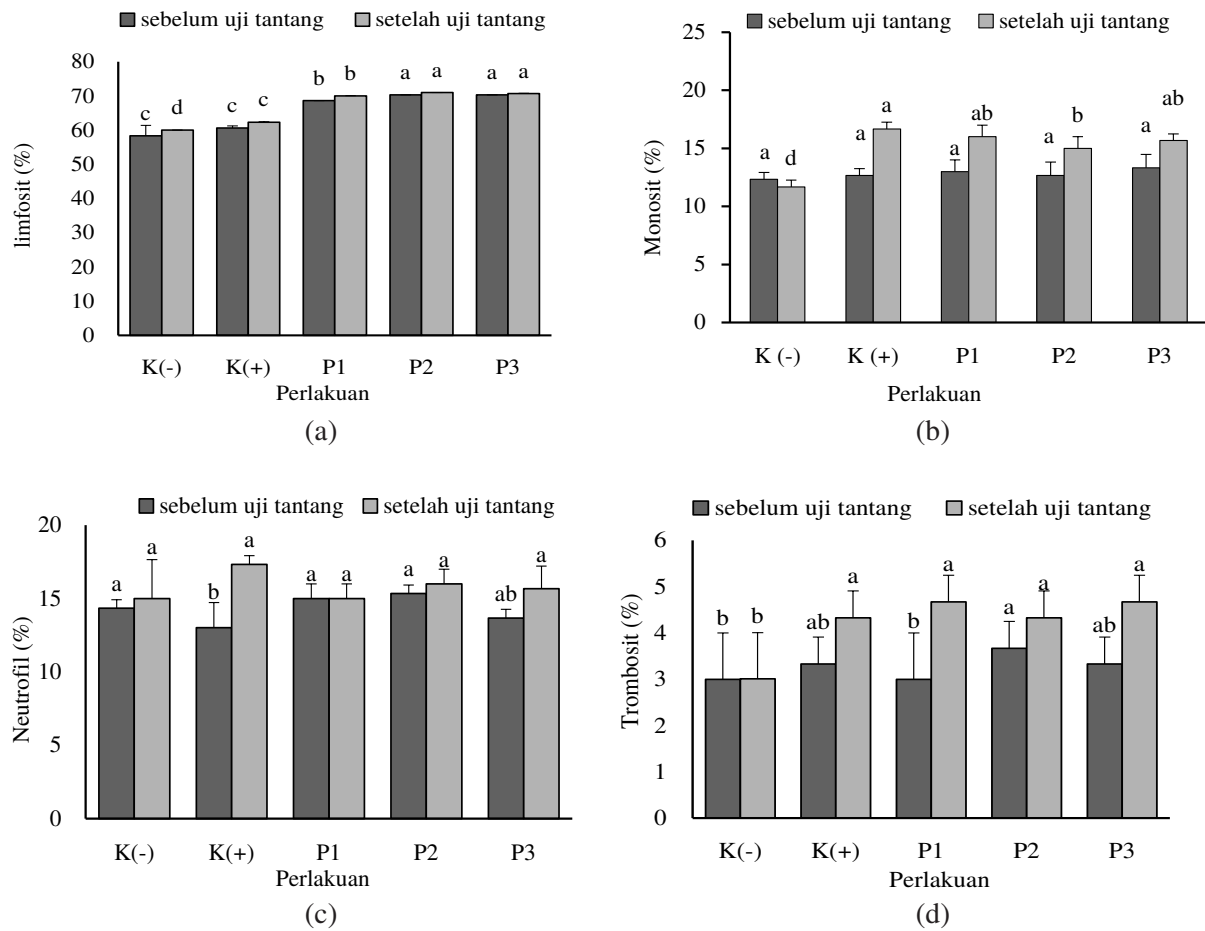 sebelum uji tantang setelah uji tantang
80
70
60
50
40
30
20
10
0
limfosit (%)
c d c c b b a a a a
K(-) K(+) P1 P2 P3
Perlakuan
(a)
sebelum uji tantang setelah uji tantang
25
20
15
10
5
0
Monosit (%)
a d a a a ab a b a ab
K (-) K (+) P1 P2 P3
Perlakuan
(b)
sebelum uji tantang setelah uji tantang
20
15
10
5
0
Neutrofil (%)
a a b a a a a a ab a
K(-) K(+) P1 P2 P3
Perlakuan
(c)
sebelum uji tantang setelah uji tantang
6
5
4
3
2
1
0
Trombosit (%)
b b ab a b a a a ab a
K(-) K(+) P1 P2 P3
Perlakuan
(d)